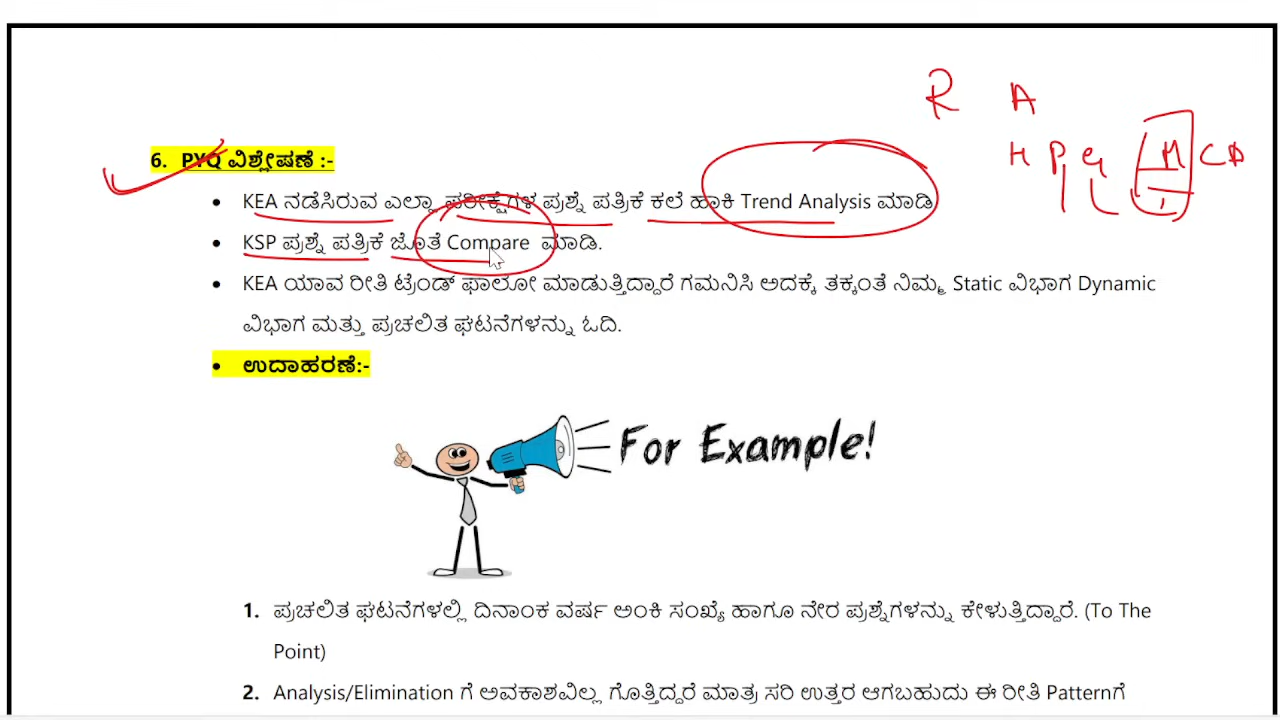 R A
H P G M CA
6. PYQ ವಿಶ್ಲೇಷಣೆ :-
• KEA ನಡೆಸಿರುವ ಎಲ್ಲಾ ಪರೀಕ್ಷೆಗಳ ಪ್ರಶ್ನೆ ಪತ್ರಿಕೆ ಕಲೆ ಹಾಕಿ Trend Analysis ಮಾಡಿ
• KSP ಪ್ರಶ್ನೆ ಪತ್ರಿಕೆ ಜೊತೆ Compare ಮಾಡಿ.
• KEA ಯಾವ ರೀತಿ ಟ್ರೆಂಡ್ ಫಾಲೋ ಮಾಡುತ್ತಿದ್ದಾರೆ ಗಮನಿಸಿ ಅದಕ್ಕೆ ತಕ್ಕಂತೆ ನಿಮ್ಮ Static ವಿಭಾಗ Dynamic
ವಿಭಾಗ ಮತ್ತು ಪ್ರಚಲಿತ ಘಟನೆಗಳನ್ನು ಓದಿ.
• ಉದಾಹರಣೆ:-
For Example!
1. ಪ್ರಚಲಿತ ಘಟನೆಗಳಲ್ಲಿ ದಿನಾಂಕ ವರ್ಷ ಅಂಕಿ ಸಂಖ್ಯೆ ಹಾಗೂ ನೇರ ಪ್ರಶ್ನೆಗಳನ್ನು ಕೇಳುತ್ತಿದ್ದಾರೆ. (To The
Point)
2. Analysis/Elimination ಗೆ ಅವಕಾಶವಿಲ್ಲ ಗೊತ್ತಿದ್ದರೆ ಮಾತ್ರ ಸರಿ ಉತ್ತರ ಆಗಬಹುದು ಈ ರೀತಿ Patternಗೆ